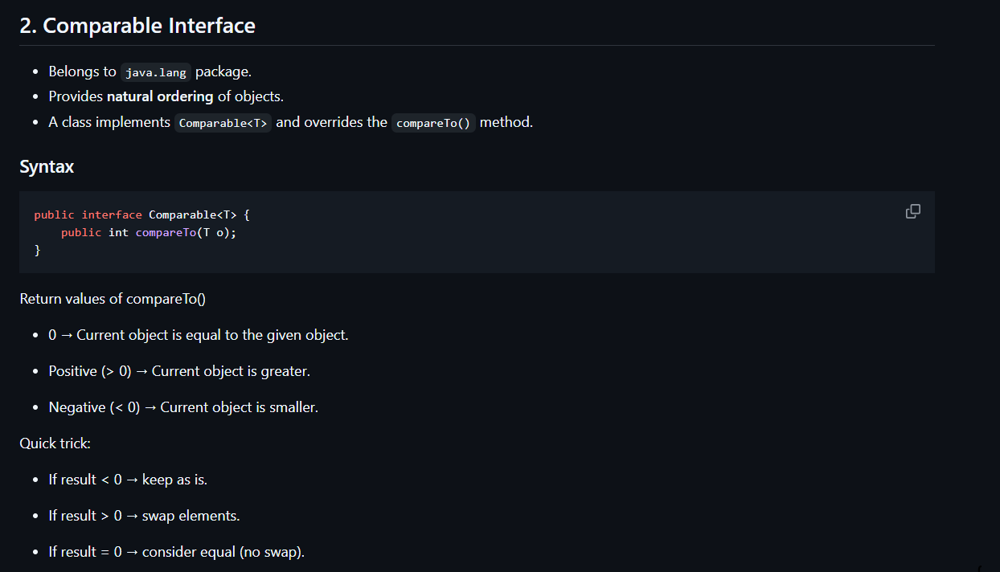 2. Comparable Interface
• Belongs to java.lang package.
• Provides natural ordering of objects.
• A class implements Comparable<T> and overrides the compareTo() method.
Syntax
public interface Comparable<T> {
    public int compareTo(T o);
}
Return values of compareTo()
• 0 → Current object is equal to the given object.
• Positive (> 0) → Current object is greater.
• Negative (< 0) → Current object is smaller.
Quick trick:
• If result < 0 → keep as is.
• If result > 0 → swap elements.
• If result = 0 → consider equal (no swap).